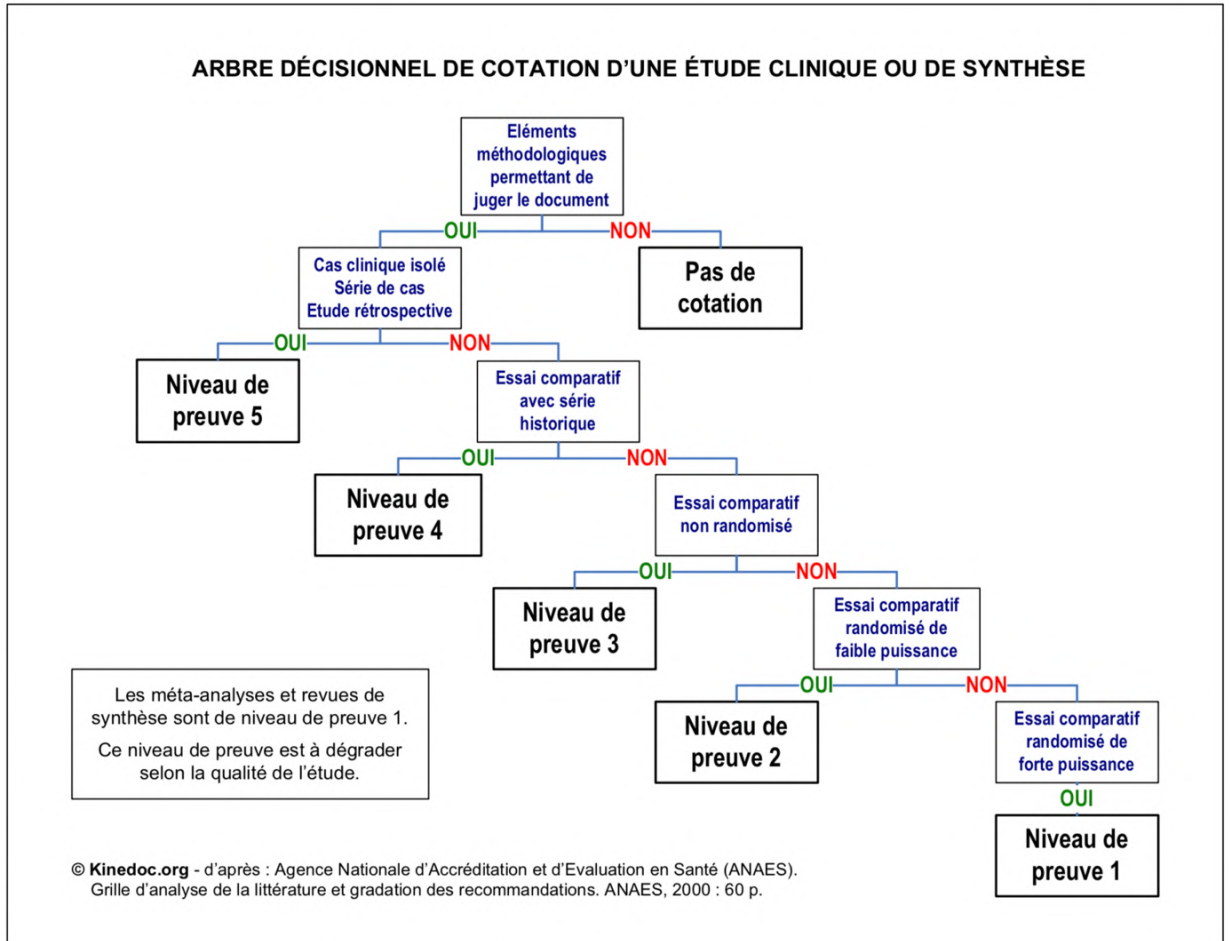 ARBRE DÉCISIONNEL DE COTATION D'UNE ÉTUDE CLINIQUE OU DE SYNTHÈSE
Eléments
méthodologiques
permettant de
juger le document
OUI
NON
Cas clinique isolé
Série de cas
Etude rétrospective
Pas de
cotation
OUI
NON
Niveau de
preuve 5
Essai comparatif
avec série
historique
OUI
NON
Niveau de
preuve 4
Essai comparatif
non randomisé
OUI
NON
Niveau de
preuve 3
Essai comparatif
randomisé de
faible puissance
OUI
NON
Niveau de
preuve 2
Essai comparatif
randomisé de
forte puissance
OUI
Niveau de
preuve 1
Les méta-analyses et revues de
synthèse sont de niveau de preuve 1.
Ce niveau de preuve est à dégrader
selon la qualité de l'étude.
© Kinedoc.org - d'après : Agence Nationale d'Accréditation et d'Evaluation en Santé (ANAES).
Grille d'analyse de la littérature et gradation des recommandations. ANAES, 2000 : 60 p.